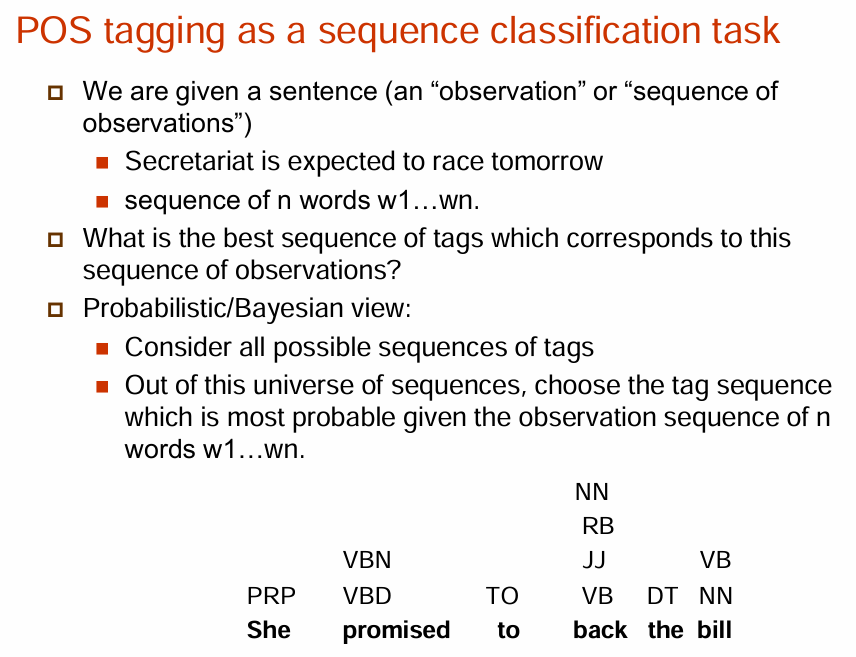 POS tagging as a sequence classification task
We are given a sentence (an “observation” or “sequence of
observations”)
Secretariat is expected to race tomorrow
sequence of n words w1…wn.
What is the best sequence of tags which corresponds to this
sequence of observations?
Probabilistic/Bayesian view:
Consider all possible sequences of tags
Out of this universe of sequences, choose the tag sequence
which is most probable given the observation sequence of n
words w1…wn.
NN
RB
VBN JJ VB
PRP VBD TO VB DT NN
She promised to back the bill